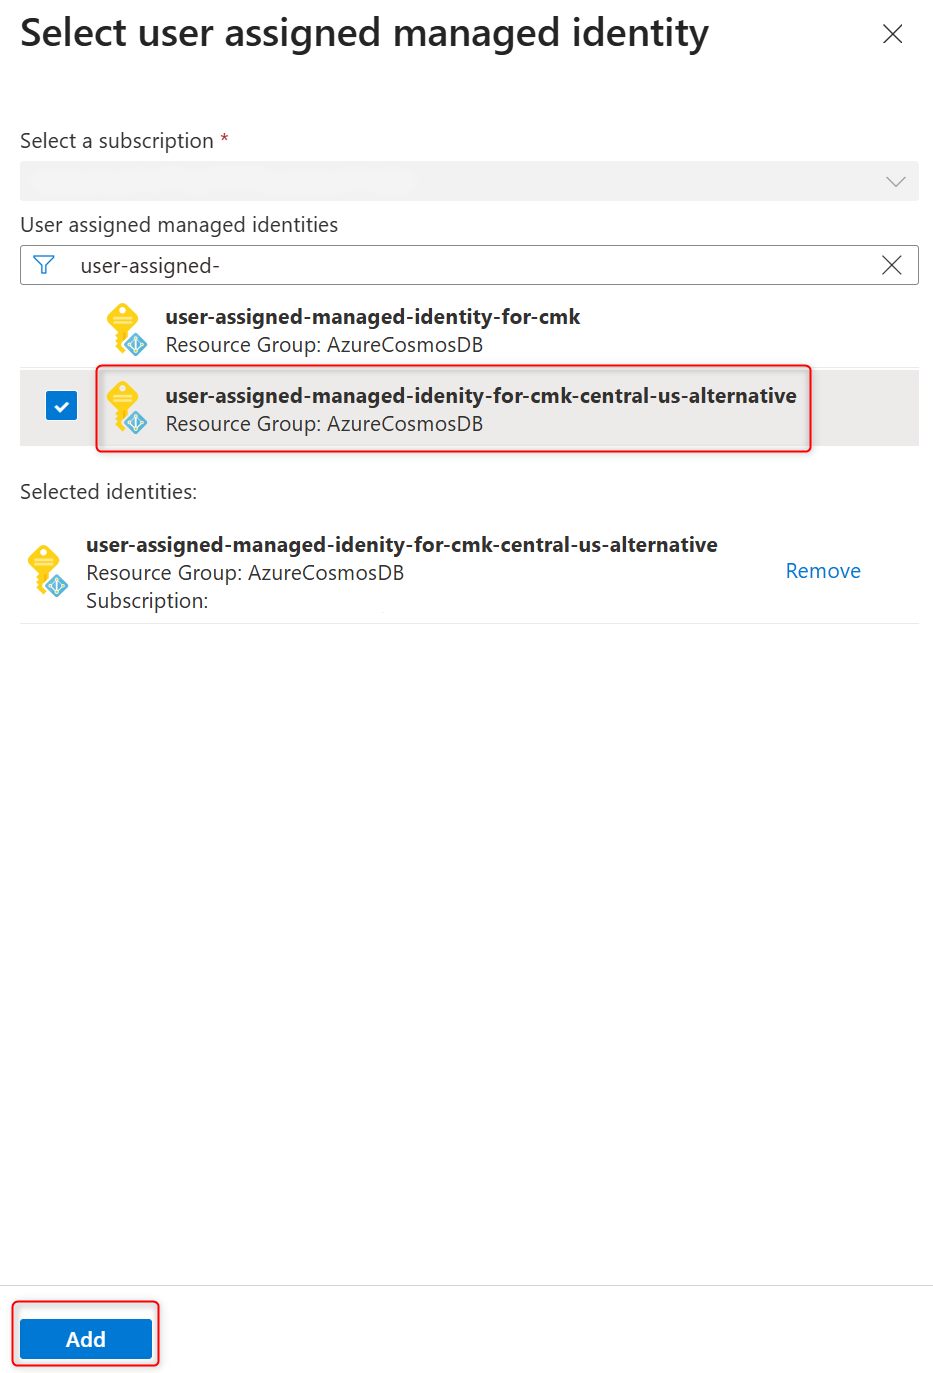 Select user assigned managed identity
Select a subscription *
User assigned managed identities
user-assigned-
user-assigned-managed-identity-for-cmk
Resource Group: AzureCosmosDB
user-assigned-managed-idenity-for-cmk-central-us-alternative
Resource Group: AzureCosmosDB
Selected identities:
user-assigned-managed-idenity-for-cmk-central-us-alternative
Resource Group: AzureCosmosDB
Remove
Subscription:
Add